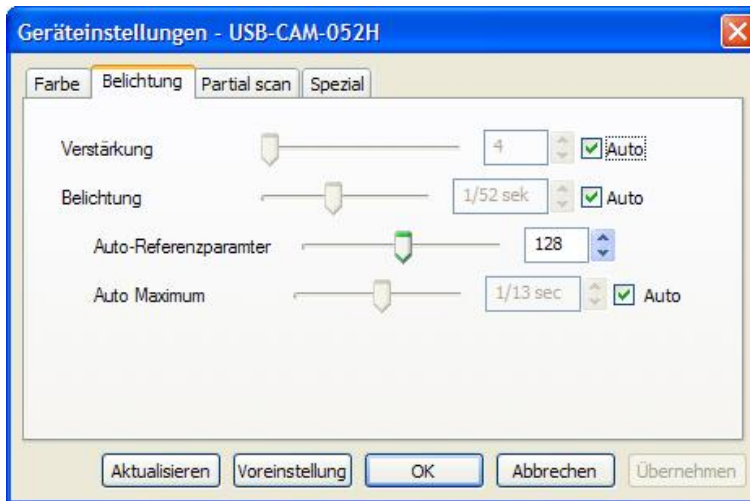 Geräteinstellungen - USB-CAM-052H
Farbe Belichtung Partial scan Spezial
Verstärkung 4 Auto
Belichtung 1/52 sek Auto
Auto-Referenzparamter 128
Auto Maximum 1/13 sec Auto
Aktualisieren Voreinstellung OK Abbrechen Übernehmen